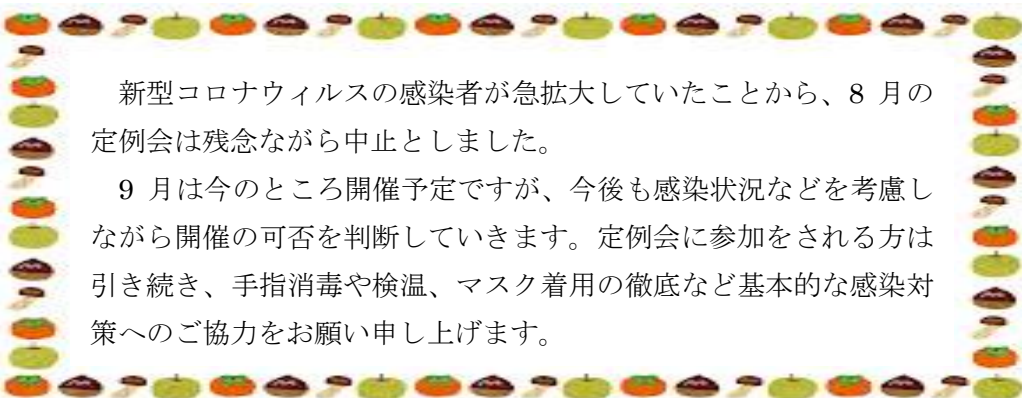 新型コロナウィルスの感染者が急拡大していたことから、8 月の
定例会は残念ながら中止としました。
9 月は今のところ開催予定ですが、今後も感染状況などを考慮し
ながら開催の可否を判断していきます。定例会に参加をされる方は
引き続き、手指消毒や検温、マスク着用の徹底など基本的な感染対
策へのご協力をお願い申し上げます。